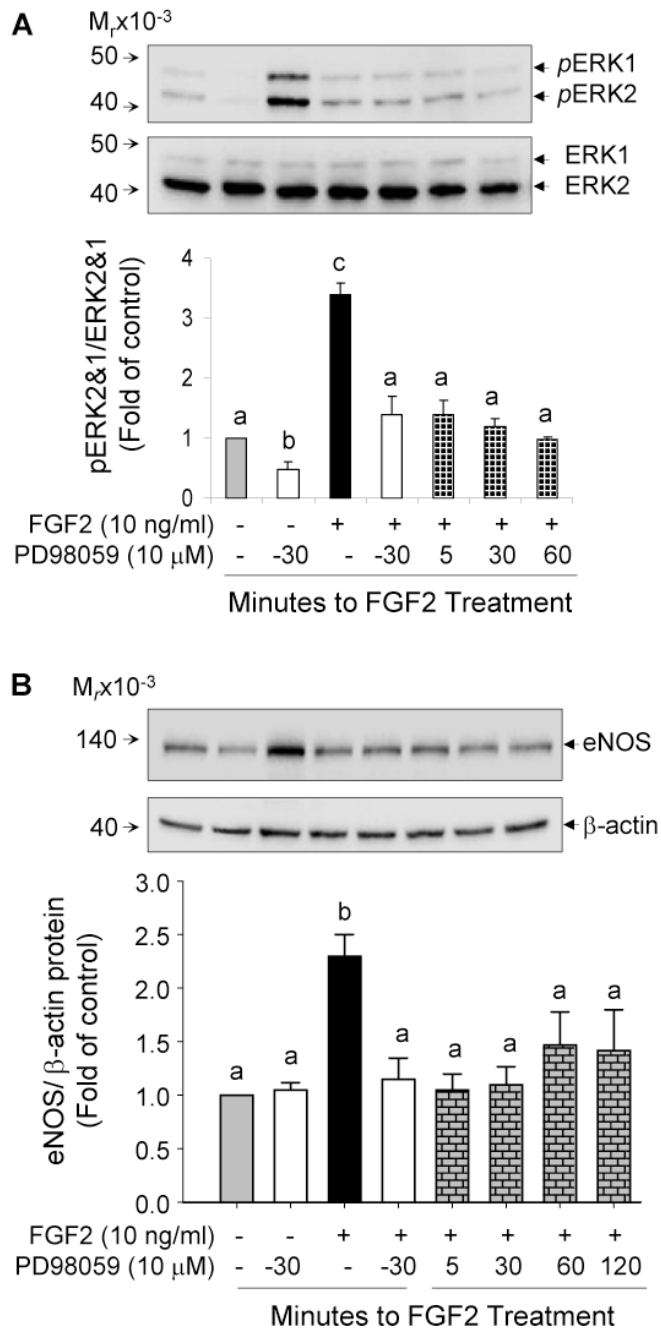 A
Mrx10-3
50
40
pERK1
pERK2
50
40
ERK1
ERK2
pERK2&1/ERK2&1
(Fold of control)
4
3
2
1
0
a b c a a a a
FGF2 (10 ng/ml) - - + + + + +
PD98059 (10 μM) - -30 - -30 5 30 60
Minutes to FGF2 Treatment
B
Mrx10-3
140
eNOS
40
β-actin
eNOS/ β-actin protein
(Fold of control)
3.0
2.5
2.0
1.5
1.0
0.5
0.0
a a b a a a a a
FGF2 (10 ng/ml) - - + + + + + +
PD98059 (10 μM) - -30 - -30 5 30 60 120
Minutes to FGF2 Treatment